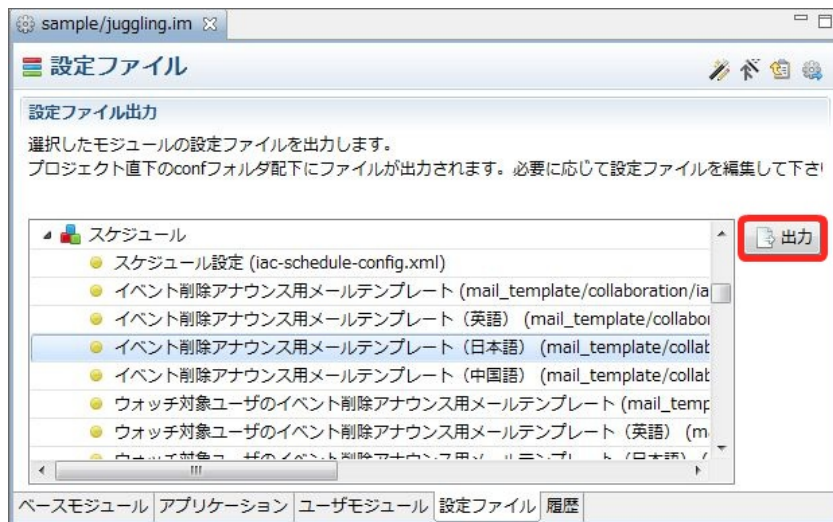 sample/juggling.im
設定ファイル
設定ファイル出力
選択したモジュールの設定ファイルを出力します。
プロジェクト直下のconfフォルダ配下にファイルが出力されます。必要に応じて設定ファイルを編集して下さ
スケジュール
出力
スケジュール設定 (iac-schedule-config.xml)
イベント削除アナウンス用メールテンプレート (mail_template/collaboration/ia
イベント削除アナウンス用メールテンプレート（英語） (mail_template/collabo
イベント削除アナウンス用メールテンプレート（日本語） (mail_template/collab
イベント削除アナウンス用メールテンプレート（中国語） (mail_template/collab
ウォッチ対象ユーザのイベント削除アナウンス用メールテンプレート (mail_temp
ウォッチ対象ユーザのイベント削除アナウンス用メールテンプレート（英語） (m
ベースモジュール アプリケーション ユーザモジュール 設定ファイル 履歴